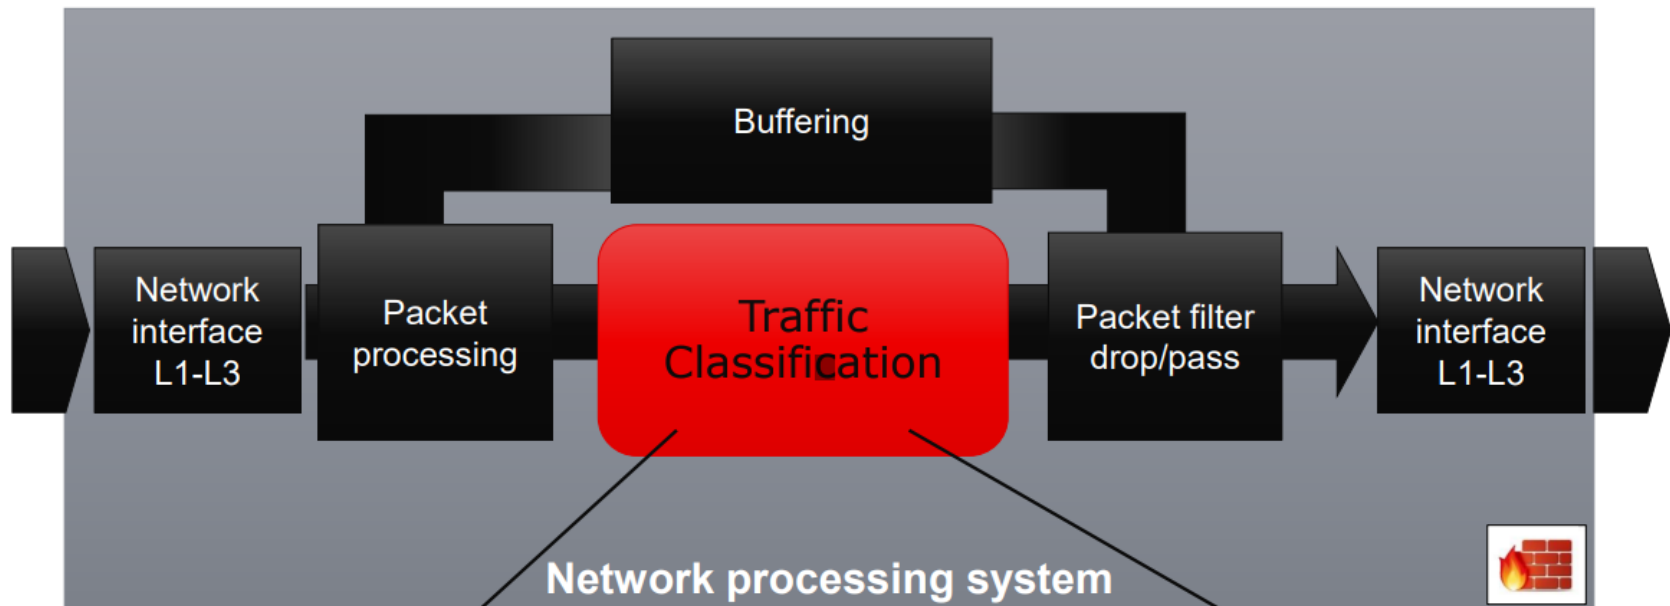 Buffering
Network
interface
L1-L3
Packet
processing
Traffic
Classification
Packet filter
drop/pass
Network
interface
L1-L3
Network processing system